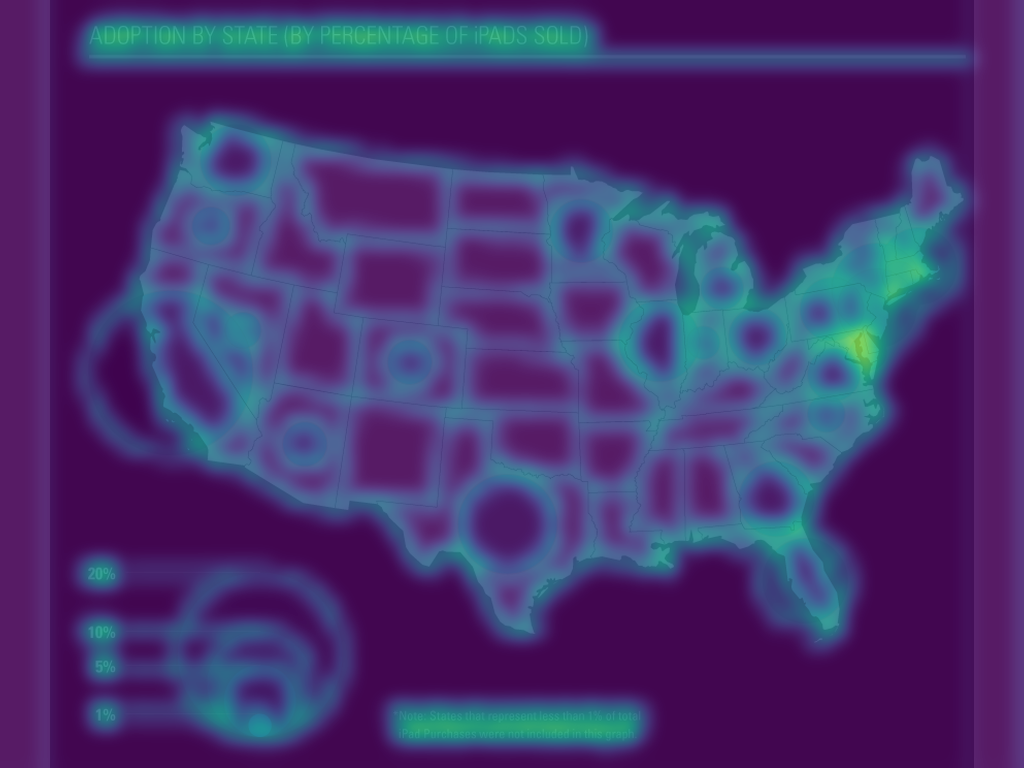 ADOPTION BY STATE (BY PERCENTAGE OF iPADS SOLD)
20%
10%
5%
1%
*Note: States that represent less than 1% of total
iPad Purchases were not included in this graph